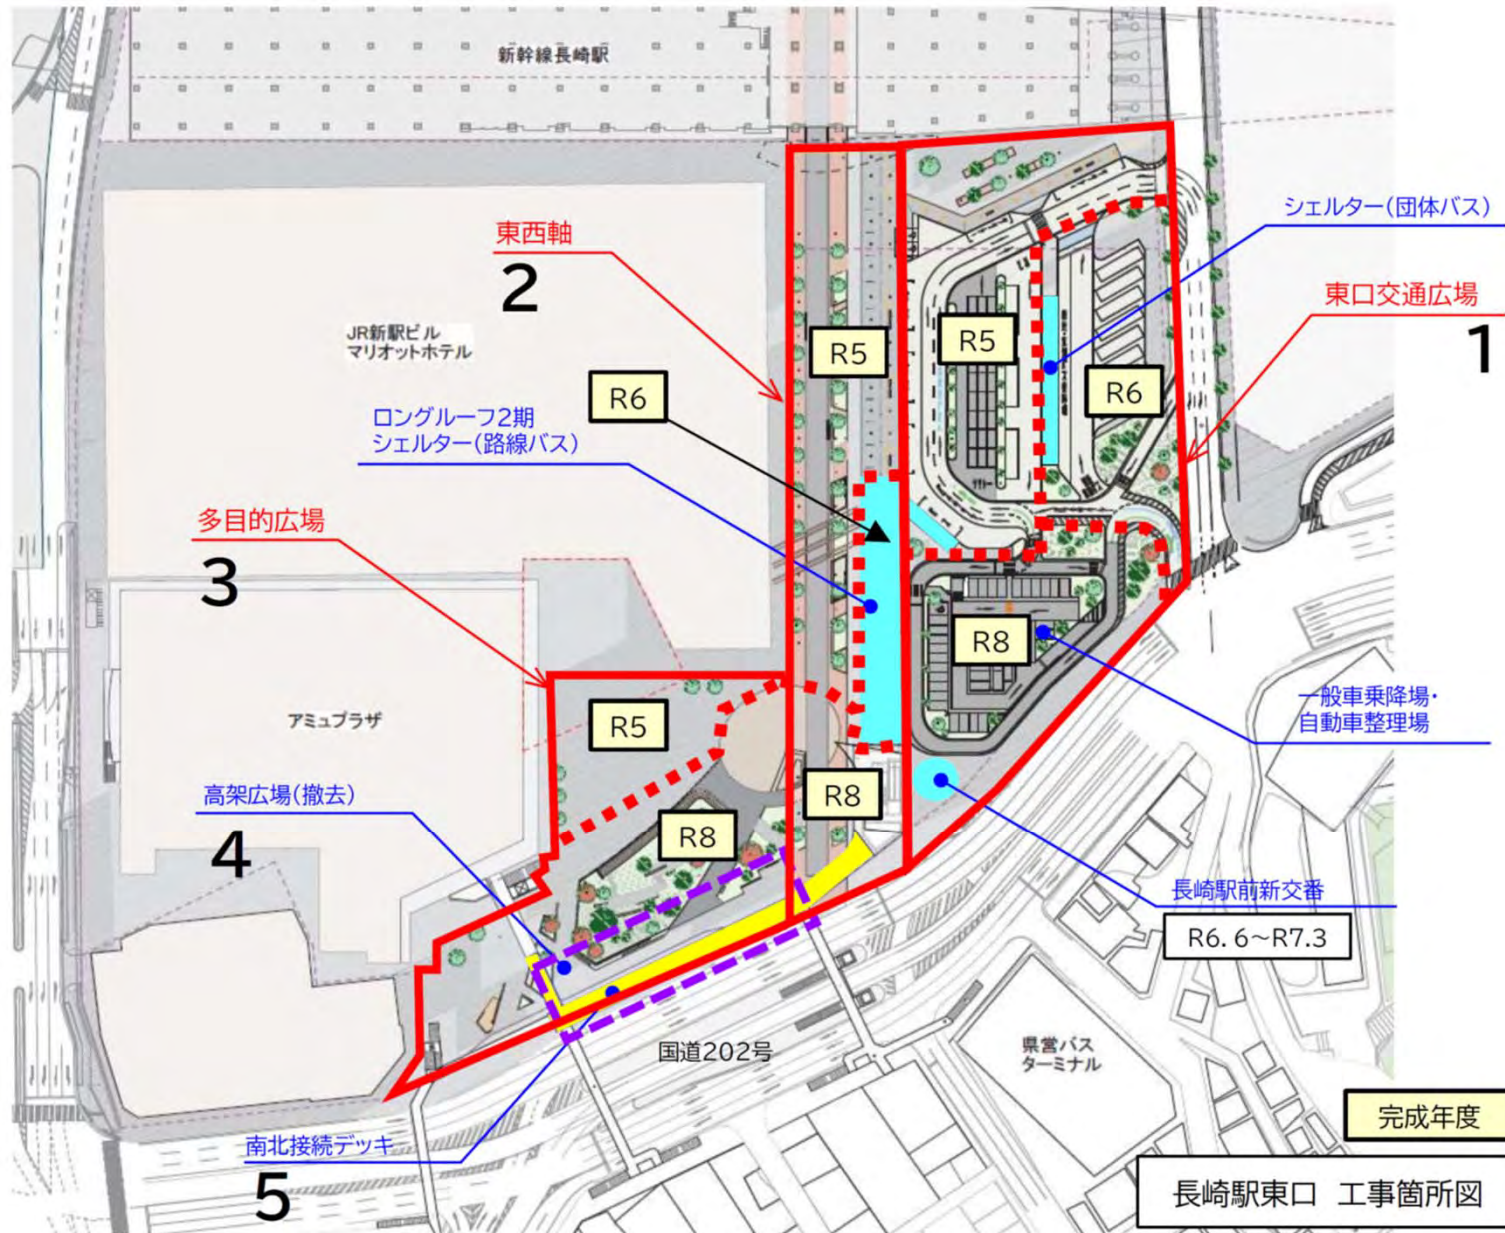 新幹線長崎駅
シェルター(団体バス)
東西軸
2
東口交通広場
1
JR新駅ビル
マリオットホテル
R5
R5
R6
R6
ロングルーフ2期
シェルター(路線バス)
多目的広場
3
R8
一般車乗降場・
自動車整理場
アミュプラザ
R5
高架広場(撤去)
4
R8
R8
長崎駅前新交番
R6.6～R7.3
国道202号
県営バス
ターミナル
南北接続デッキ
5
完成年度
長崎駅東口 工事箇所図